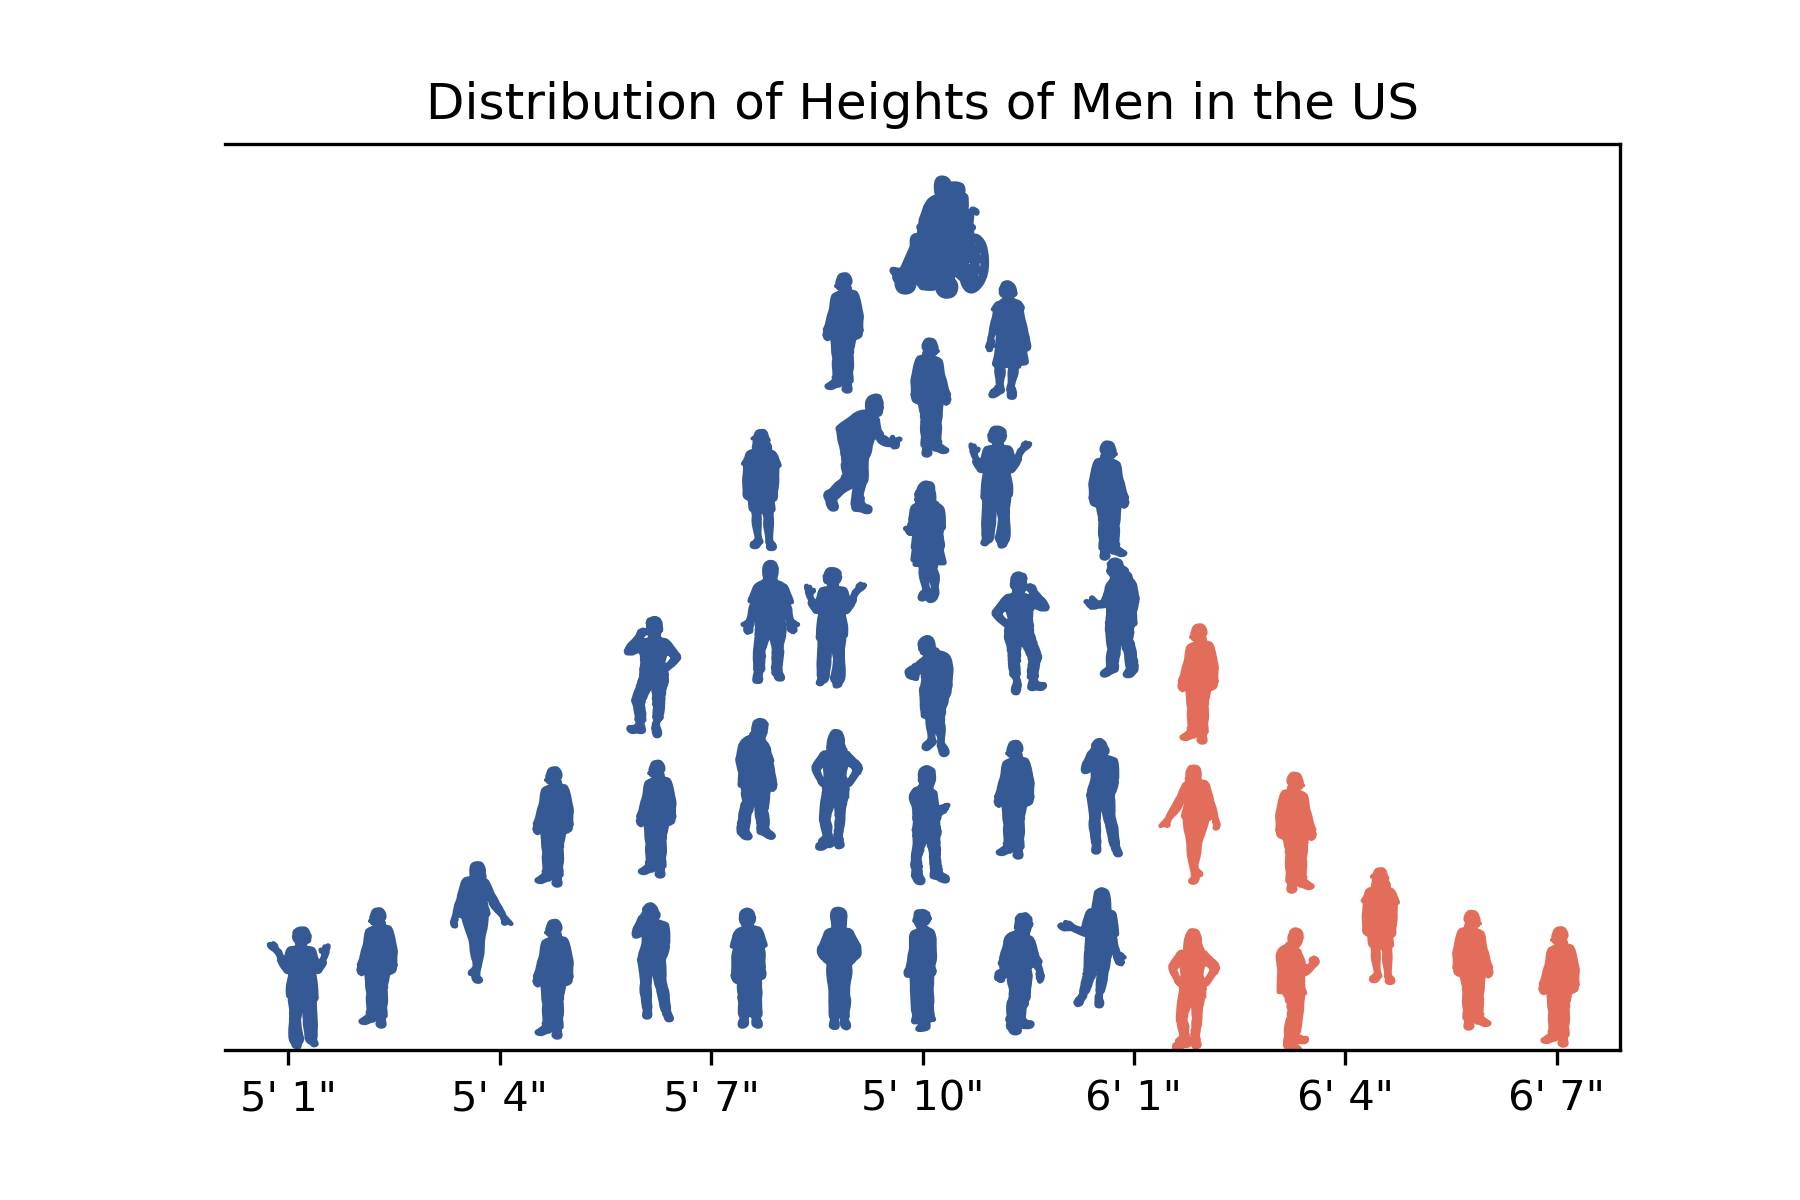 Distribution of Heights of Men in the US
5' 1" 5' 4" 5' 7" 5' 10" 6' 1" 6' 4" 6' 7"